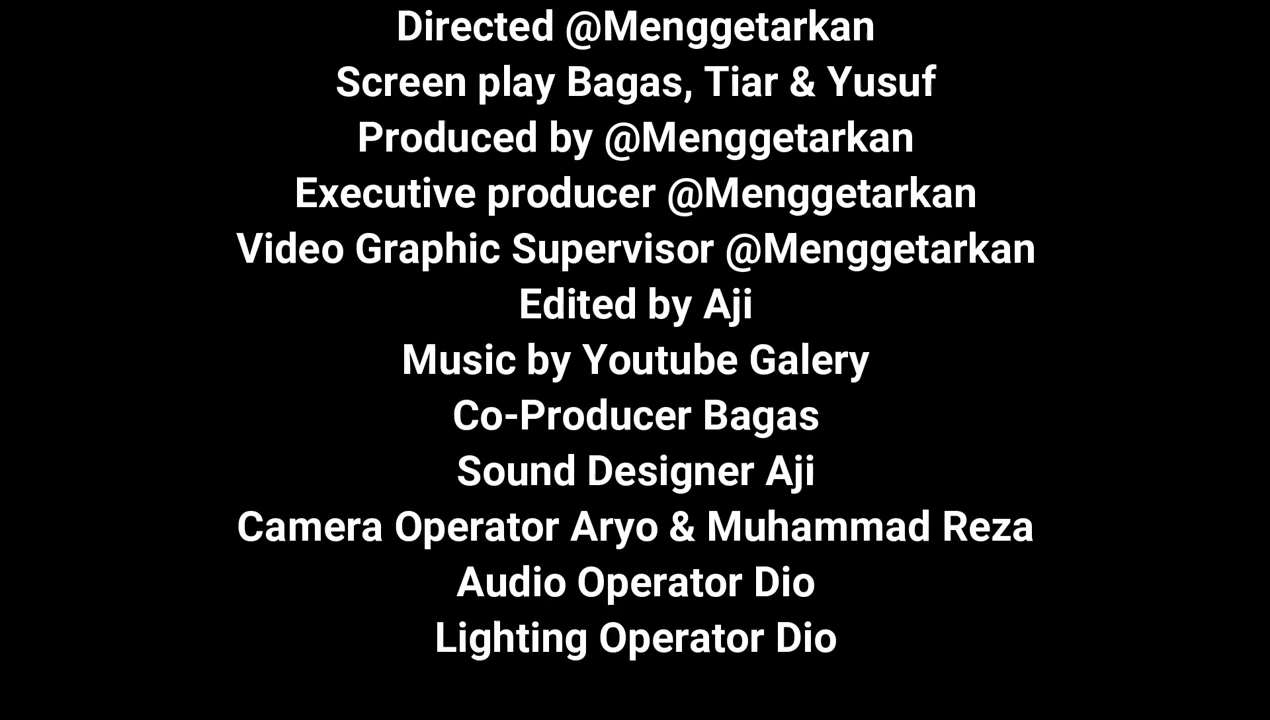 Directed @Menggetarkan
Screen play Bagas, Tiar & Yusuf
Produced by @Menggetarkan
Executive producer @Menggetarkan
Video Graphic Supervisor @Menggetarkan
Edited by Aji
Music by Youtube Galery
Co-Producer Bagas
Sound Designer Aji
Camera Operator Aryo & Muhammad Reza
Audio Operator Dio
Lighting Operator Dio